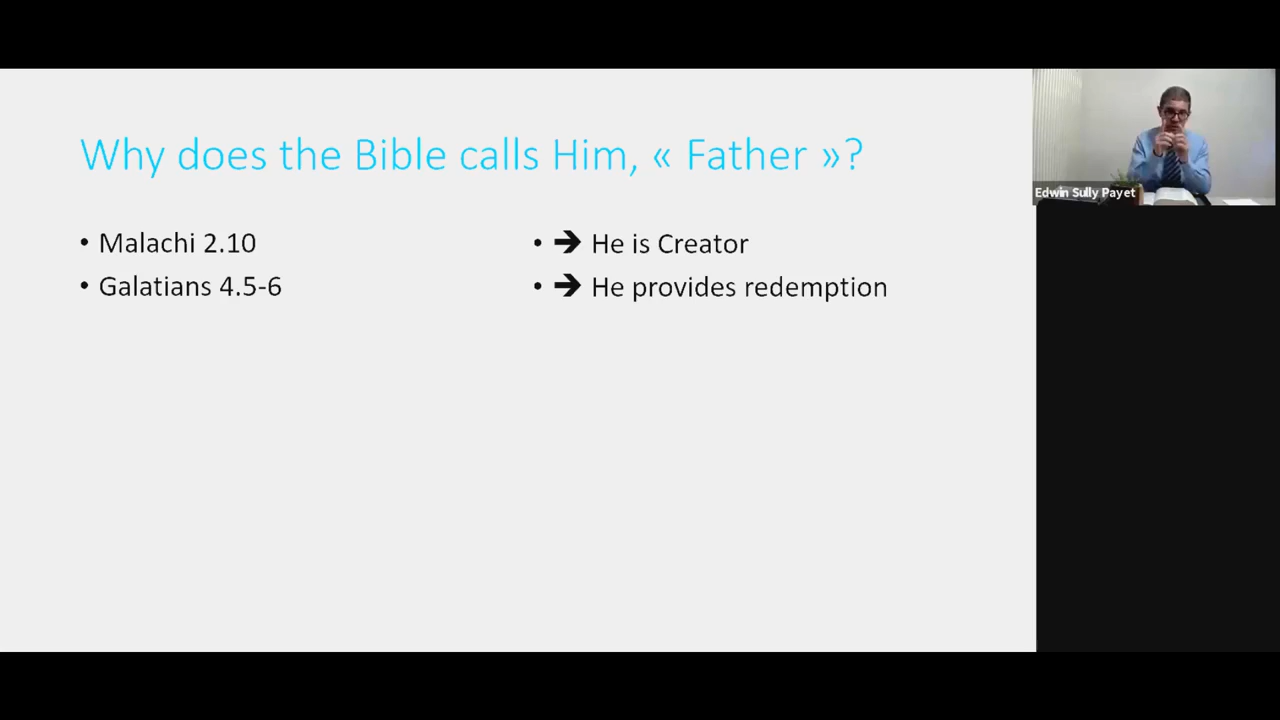 Why does the Bible calls Him, « Father »?
• Malachi 2.10
• Galatians 4.5-6
• ➔ He is Creator
• ➔ He provides redemption
Edwin Sully Payet